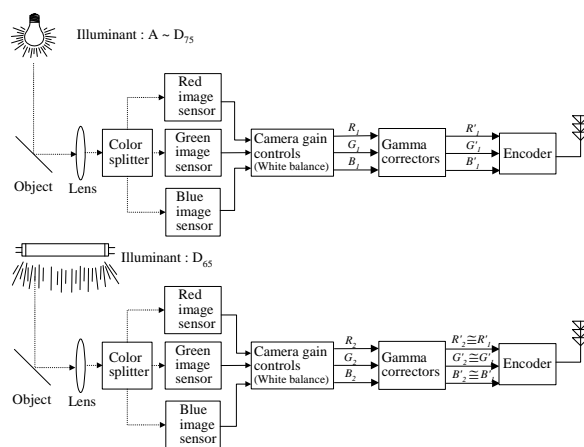 Illuminant : A ~ D75
Red
image
sensor
Green
image
sensor
Blue
image
sensor
Color
splitter
Object
Lens
Camera gain
controls
(White balance)
R1
G1
B1
Gamma
correctors
R'1
G'1
B'1
Encoder
Illuminant : D65
Red
image
sensor
Green
image
sensor
Blue
image
sensor
Color
splitter
Object
Lens
Camera gain
controls
(White balance)
R2
G2
B2
Gamma
correctors
R'2≅R'1
G'2≅G'1
B'2≅B'1
Encoder